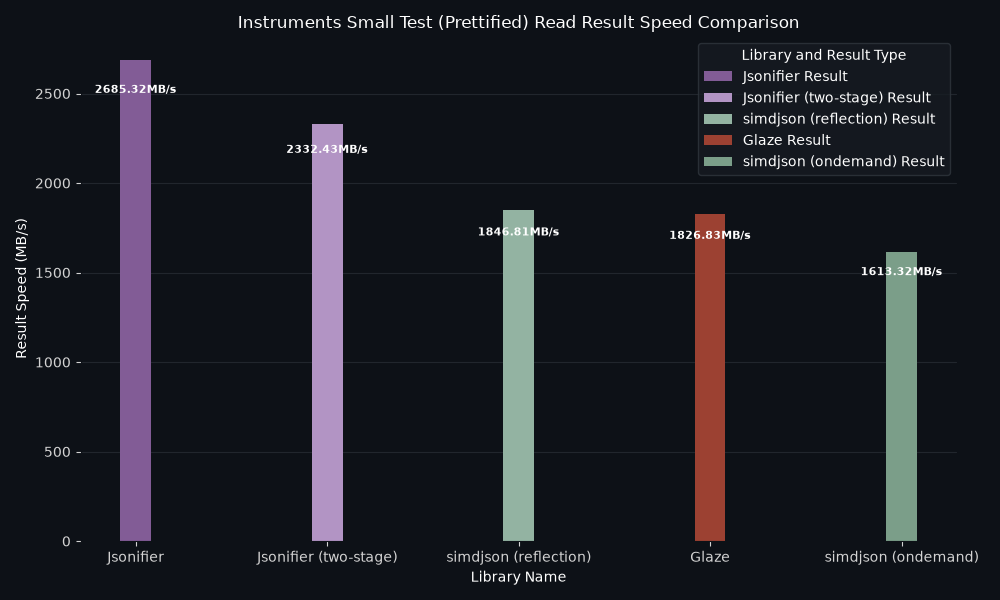 Instruments Small Test (Prettified) Read Result Speed Comparison
Library and Result Type
Jsonifier Result
Jsonifier (two-stage) Result
simdjson (reflection) Result
Glaze Result
simdjson (ondemand) Result
2685.32MB/s
2332.43MB/s
1846.81MB/s
1826.83MB/s
1613.32MB/s
Result Speed (MB/s)
2500
2000
1500
1000
500
0
Jsonifier
Jsonifier (two-stage)
simdjson (reflection)
Glaze
simdjson (ondemand)
Library Name